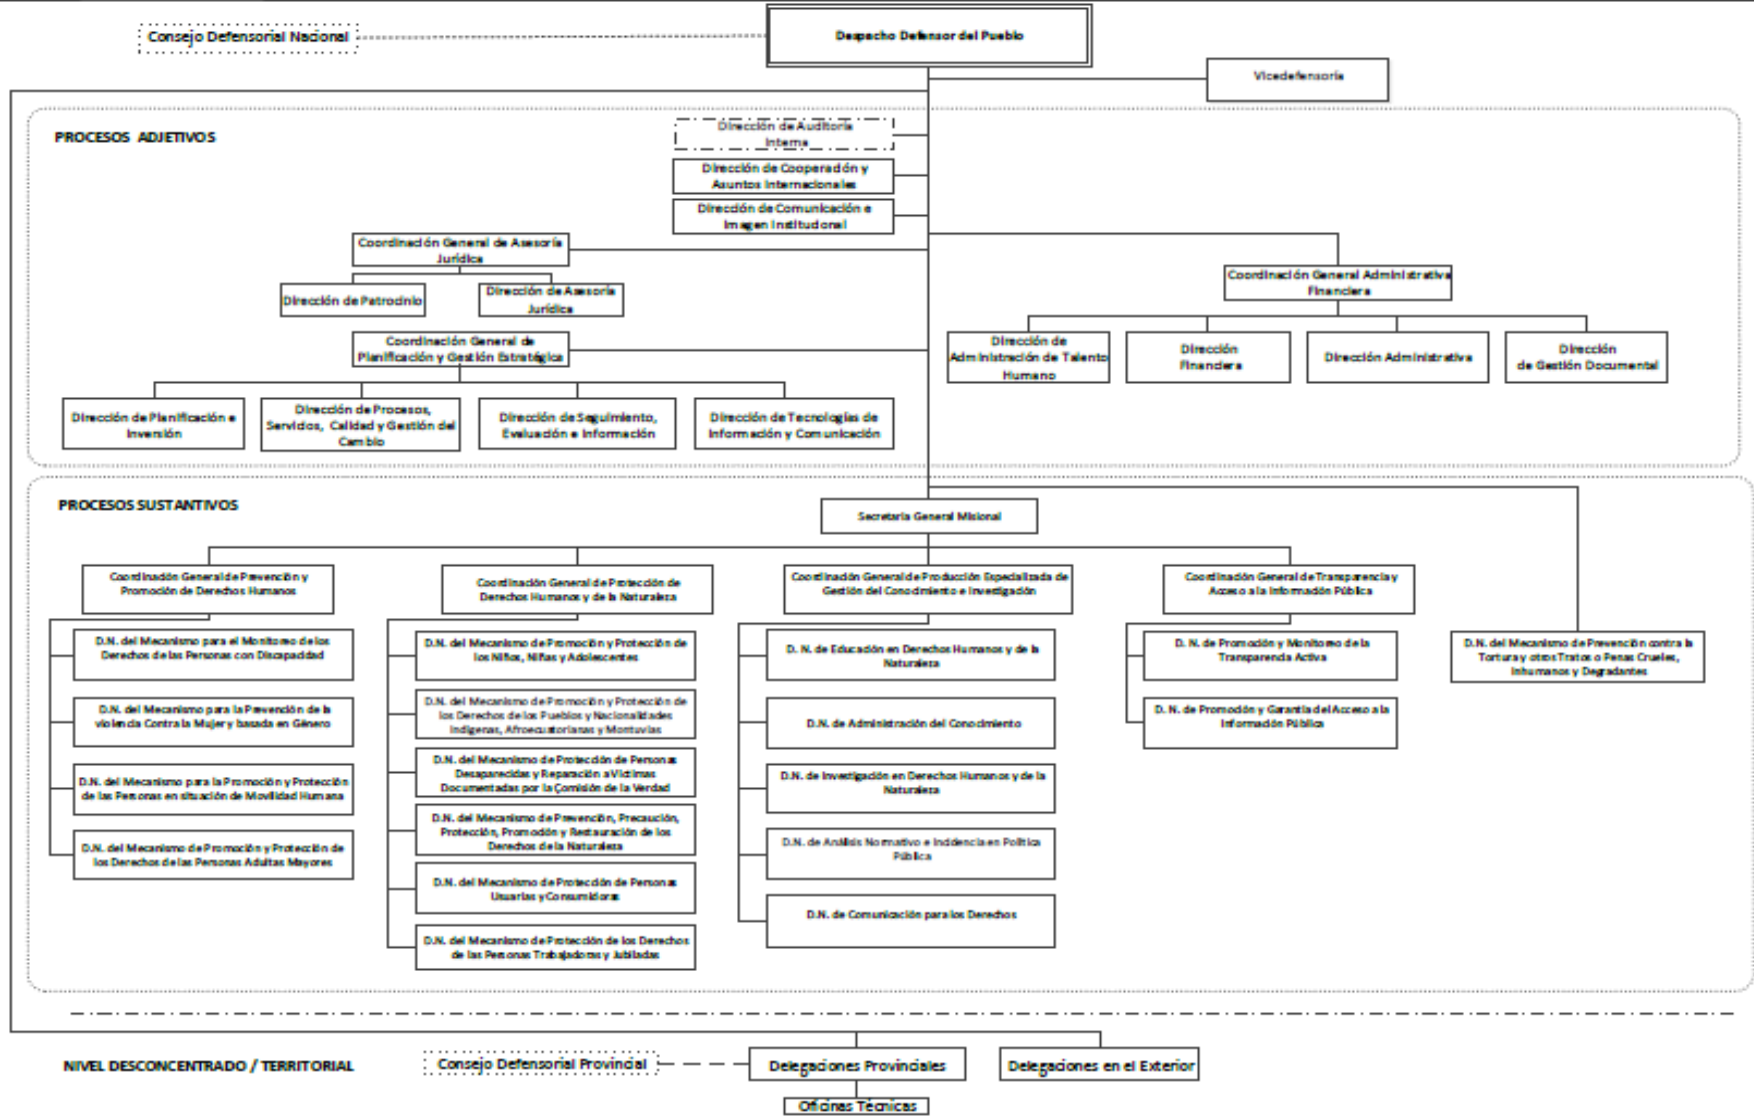 Consejo Defensorial Nacional
Despacho Defensor del Pueblo
Vicedefensoría
PROCESOS ADJETIVOS
Dirección de Auditoría
Interna
Dirección de Cooperación y
Asuntos Internacionales
Dirección de Comunicación e
Imagen Institucional
Coordinación General de Asesoría
Jurídica
Dirección de Patrocinio
Dirección de Asesoría
Jurídica
Coordinación General Administrativa
Financiera
Coordinación General de
Planificación y Gestión Estratégica
Dirección de
Administración de Talento
Humano
Dirección
Financiera
Dirección Administrativa
Dirección
de Gestión Documental
Dirección de Planificación e
Inversión
Dirección de Procesos,
Servicios, Calidad y Gestión del
Cambio
Dirección de Seguimiento,
Evaluación e Información
Dirección de Tecnologías de
Información y Comunicación
PROCESOS SUSTANTIVOS
Secretaria General Misional
Coordinación General de Prevención y
Promoción de Derechos Humanos
Coordinación General de Protección de
Derechos Humanos y de la Naturaleza
Coordinación General de Producción Especializada de
Gestión del Conocimiento e Investigación
Coordinación General de Transparencia y
Acceso a la Información Pública
D.N. del Mecanismo para el Monitoreo de los
Derechos de las Personas con Discapacidad
D.N. del Mecanismo para la Prevención de la
violencia Contra la Mujer y basada en Género
D.N. del Mecanismo para la Promoción y Protección
de las Personas en situación de Movilidad Humana
D.N. del Mecanismo de Promoción y Protección de
los Derechos de las Personas Adultas Mayores
D.N. del Mecanismo de Promoción y Protección de
los Niños, Niñas y Adolescentes
D.N. del Mecanismo de Promoción y Protección de
los Derechos de los Pueblos y Nacionalidades
Indígenas, Afroecuatorianas y Montuvias
D.N. del Mecanismo de Protección de Personas
Desaparecidas y Reparación a Víctimas
Documentadas por la Comisión de la Verdad
D.N. del Mecanismo de Prevención, Precaución,
Protección, Promoción y Restauración de los
Derechos de la Naturaleza
D.N. del Mecanismo de Protección de Personas
Usuarias y Consumidoras
D.N. del Mecanismo de Protección de los Derechos
de las Personas Trabajadoras y Jubiladas
D. N. de Educación en Derechos Humanos y de la
Naturaleza
D.N. de Administración del Conocimiento
D.N. de Investigación en Derechos Humanos y de la
Naturaleza
D.N. de Análisis Normativo e Incidencia en Política
Pública
D.N. de Comunicación para los Derechos
D. N. de Promoción y Monitoreo de la
Transparencia Activa
D. N. de Promoción y Garantía del Acceso a la
Información Pública
D.N. del Mecanismo de Prevención contra la
Tortura y otros Tratos o Penas Crueles,
Inhumanos y Degradantes
NIVEL DESCONCENTRADO / TERRITORIAL
Consejo Defensorial Provincial
Delegaciones Provinciales
Delegaciones en el Exterior
Oficinas Técnicas